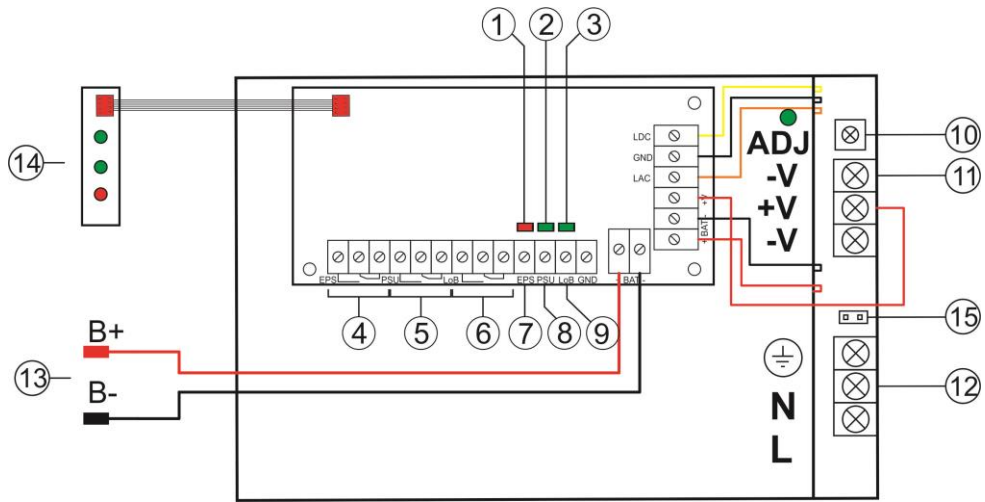 1 2 3
14
LDC
GND
LAC
+V
BAT -
+
ADJ
-V
+V
-V
10
11
EPS PSU LoB EPS PSU LoB GND
BAT -
4 5 6 7 8 9
15
B+
13
B-
N
L
12